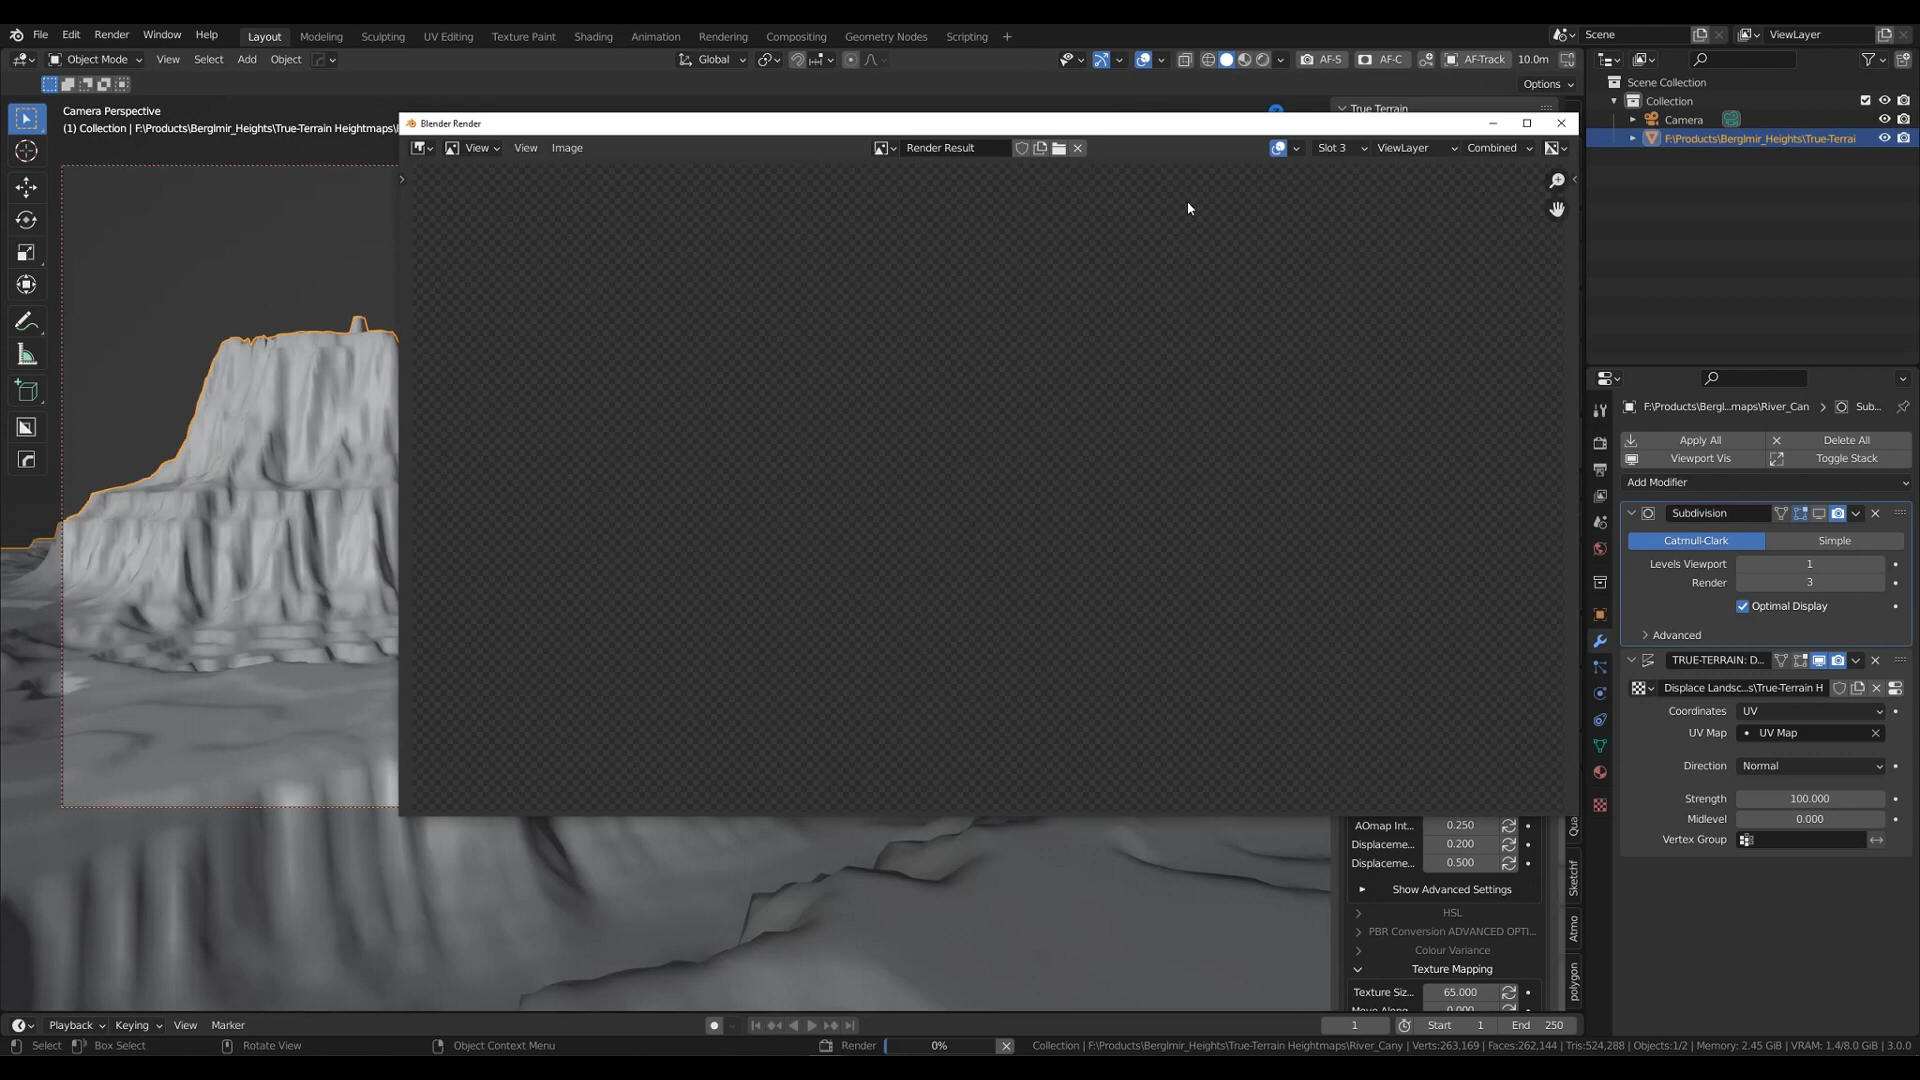 File Edit Render Window Help Layout Modeling Sculpting UV Editing Texture Paint Shading Animation Rendering Compositing Geometry Nodes Scripting + Scene ViewLayer
Object Mode View Select Add Object Global AF-S AF-C AF-Track 10.0m
Options
Camera Perspective
(1) Collection | F:\Products\Berglmir_Heights\True-Terrain Heightmaps\
True Terrain
Blender Render
View View Image Render Result Slot 3 ViewLayer Combined
Scene Collection
Collection
Camera
F:\Products\Berglmir_Heights\True-Terrai
F:\Products\Bergl...maps\River_Can Sub...
Apply All Delete All
Viewport Vis Toggle Stack
Add Modifier
Subdivision
Catmull-Clark Simple
Levels Viewport 1
Render 3
Optimal Display
Advanced
TRUE-TERRAIN: D...
Displace Landsc...s\True-Terrain H
Coordinates UV
UV Map UV Map
Direction Normal
Strength 100.000
Midlevel 0.000
Vertex Group
AOmap Int... 0.250
Displaceme... 0.200
Displaceme... 0.500
Show Advanced Settings
HSL
PBR Conversion ADVANCED OPTI...
Colour Variance
Texture Mapping
Texture Siz... 65.000
Qua
Sketchf
Atmo
polygon
Playback Keying View Marker 1 Start 1 End 250
Select Box Select Rotate View Object Context Menu Render 0% Collection | F:\Products\Berglmir_Heights\True-Terrain Heightmaps\River_Cany | Verts:263,169 | Faces:262,144 | Tris:524,288 | Objects:1/2 | Memory: 2.45 GiB | VRAM: 1.4/8.0 GiB | 3.0.0